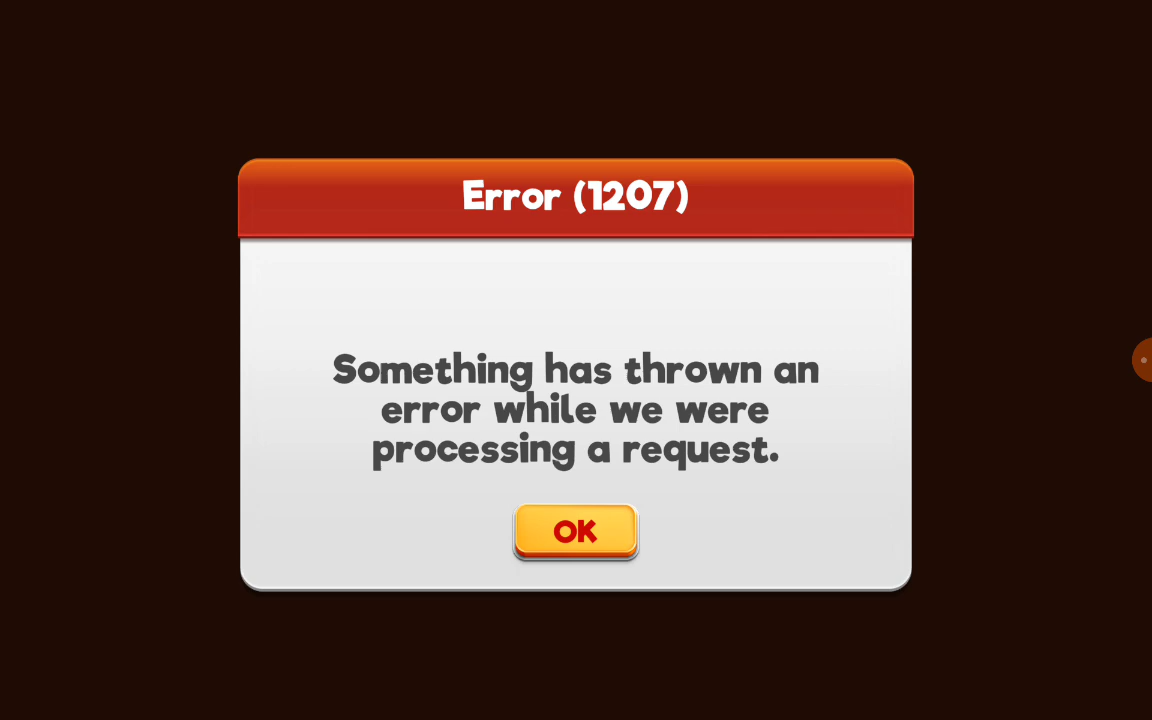 Error (1207)
Something has thrown an
error while we were
processing a request.
OK